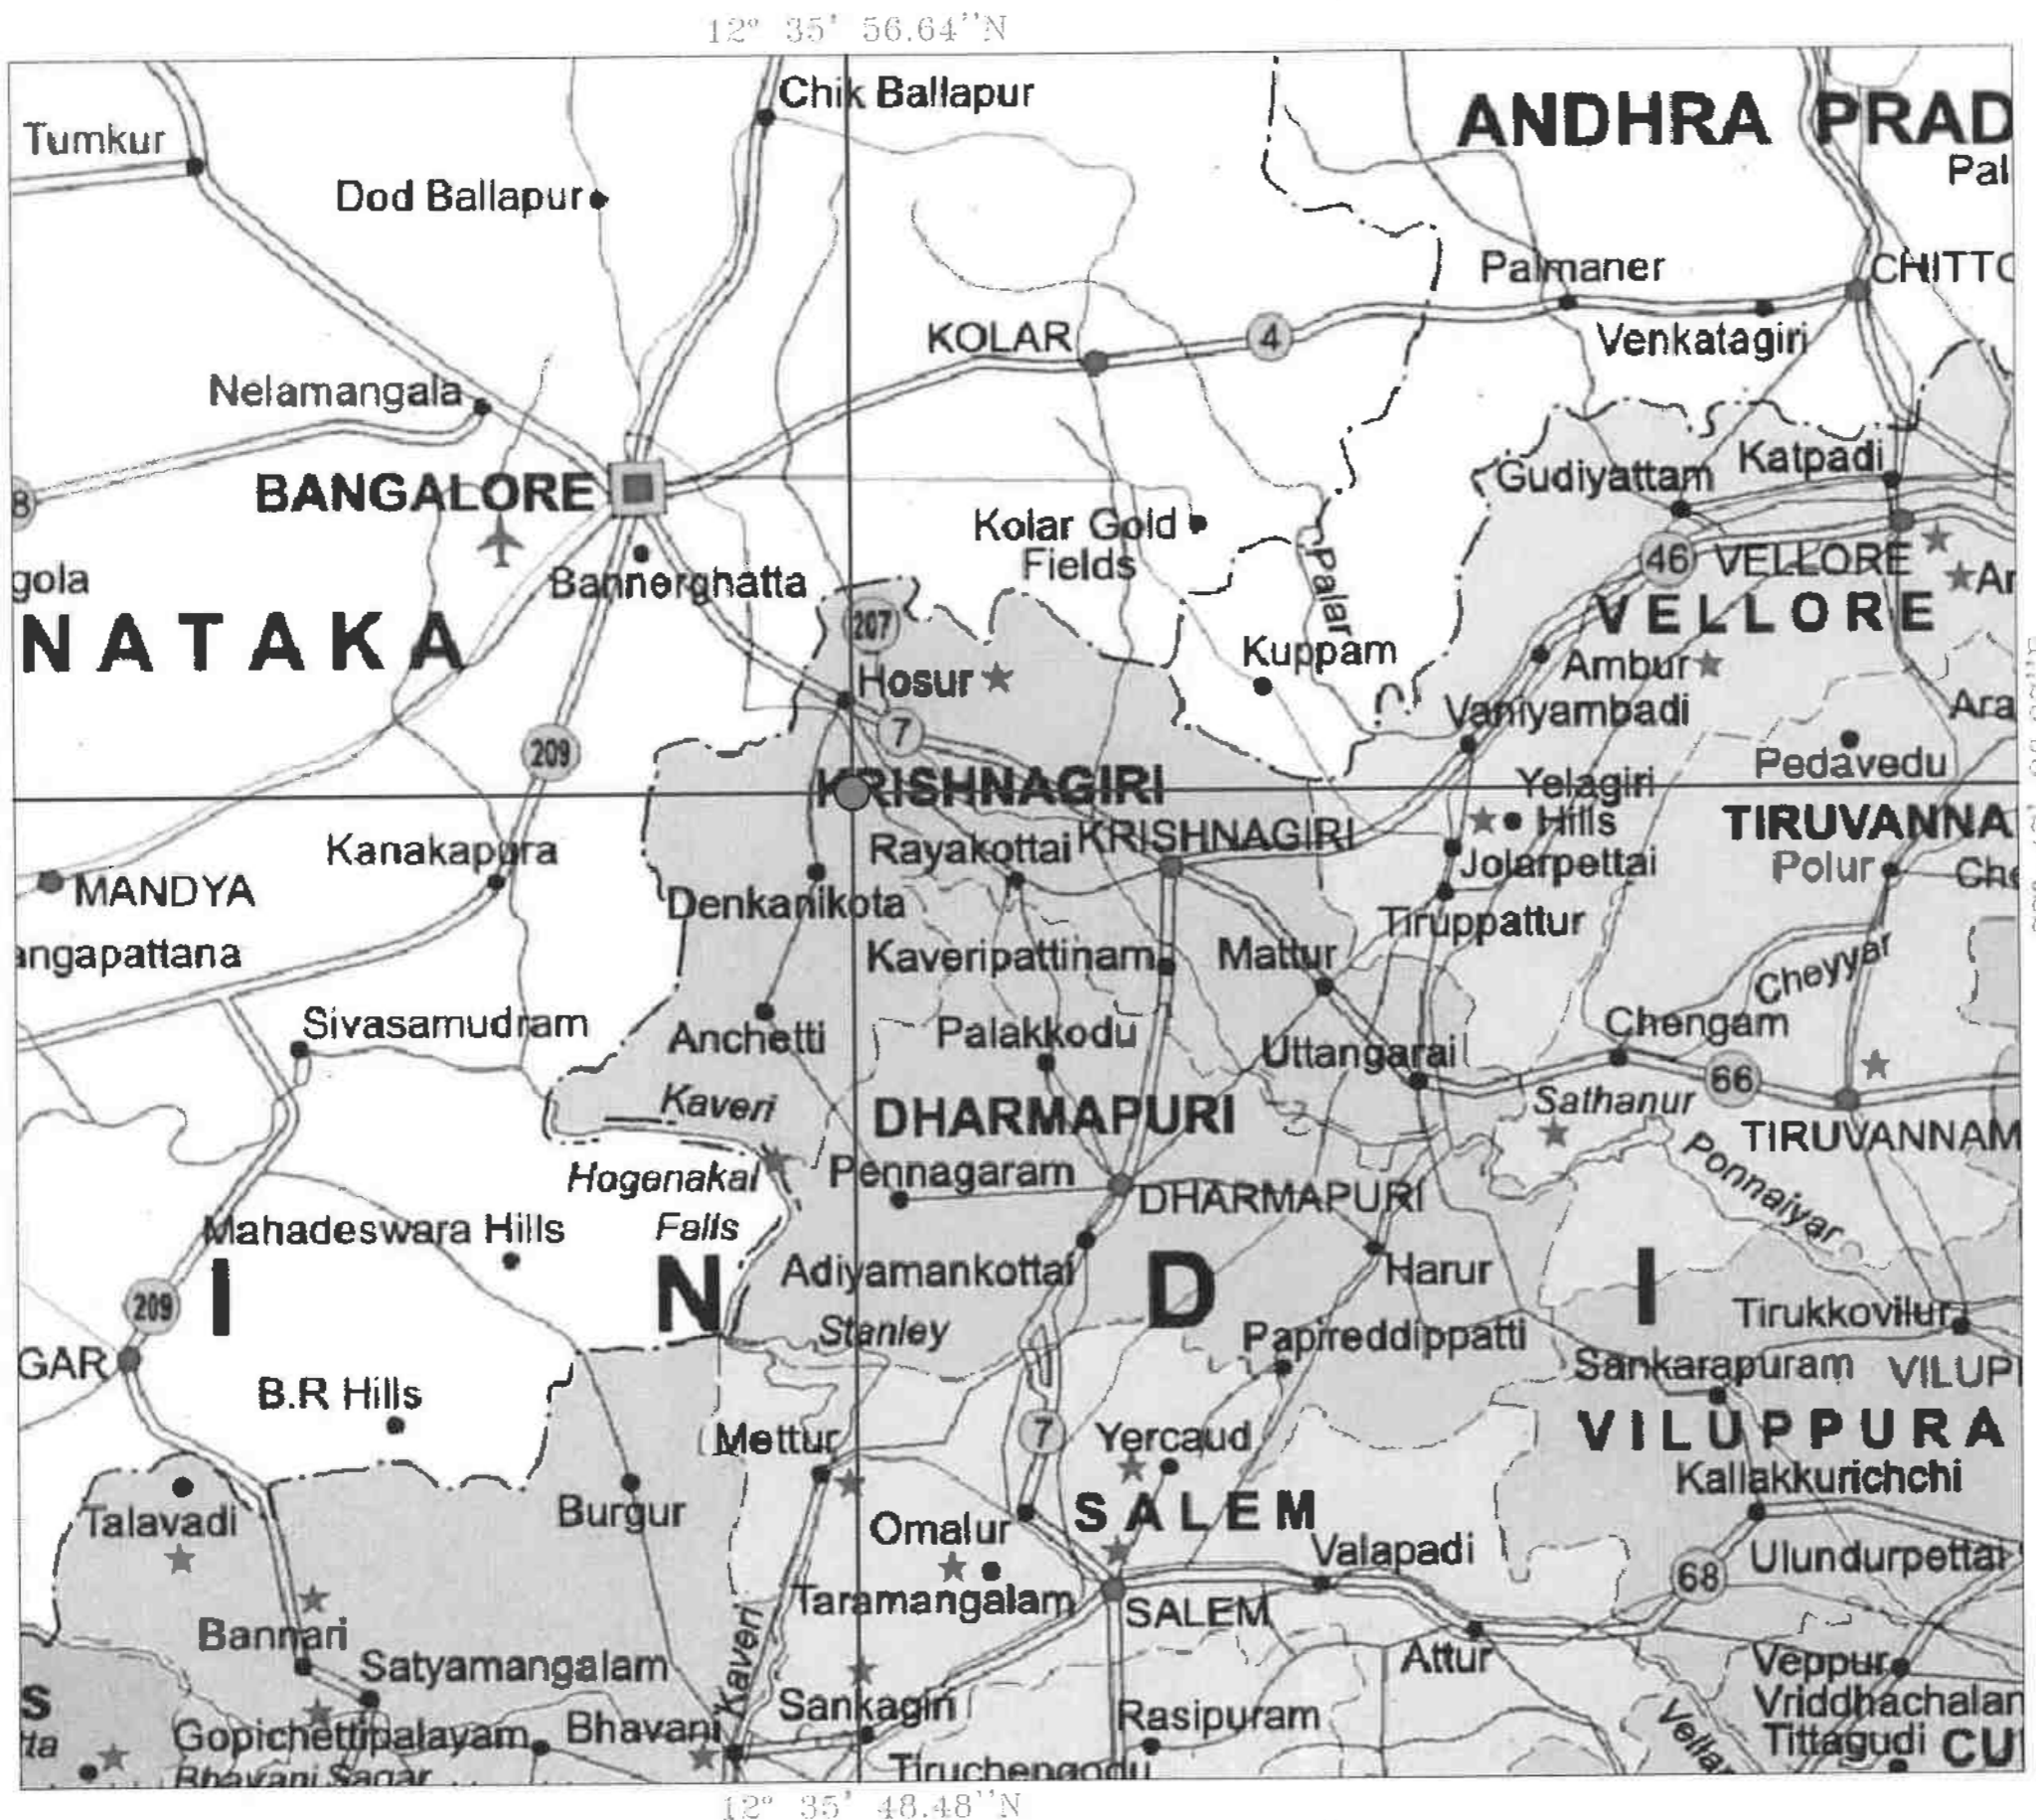 12° 35' 56.64''N
Chik Ballapur
ANDHRA PRAD
Tumkur
Pal
Dod Ballapur
Palmaner
CHITTO
KOLAR
4
Venkatagiri
Nelamangala
8
BANGALORE
Gudiyattam
Katpadi
Kolar Gold
Fields
Palar
46
VELLORE
Ar
gola
Bannerghatta
NATAKA
207
VELLORE
Kuppam
Ambur
Hosur
7
Vaniyambadi
Ara
209
Pedavedu
KRISHNAGIRI
Yelagiri
Hills
TIRUVANNA
Kanakapura
Rayakottai
KRISHNAGIRI
Jolarpettai
Polur
Che
MANDYA
Denkanikota
Tiruppattur
angapattana
Kaveripattinam
Mattur
Cheyyar
Sivasamudram
Anchetti
Palakkodu
Uttangarai
Chengam
66
Kaveri
DHARMAPURI
Sathanur
TIRUVANNAM
Hogenakal
Falls
Pennagaram
DHARMAPURI
Ponnaiyar
Mahadeswara Hills
Adiyamankottai
Harur
209
I N D I
Stanley
Papireddippatti
Tirukkovilur
GAR
Sankarapuram
VILUP
B.R Hills
Mettur
7
Yercaud
VILUPPURA
Kallakkurichchi
Talavadi
Burgur
Omalur
SALEM
Valapadi
Ulundurpettai
68
Taramangalam
SALEM
Bannari
Satyamangalam
Kaveri
Attur
Veppur
S
ta
Sankagiri
Rasipuram
Vriddhachalam
Gopichettipalayam
Bhavani
Vellar
Tittagudi
CU
Bhavani Sagar
Tiruchengodu
12° 35' 48.48''N